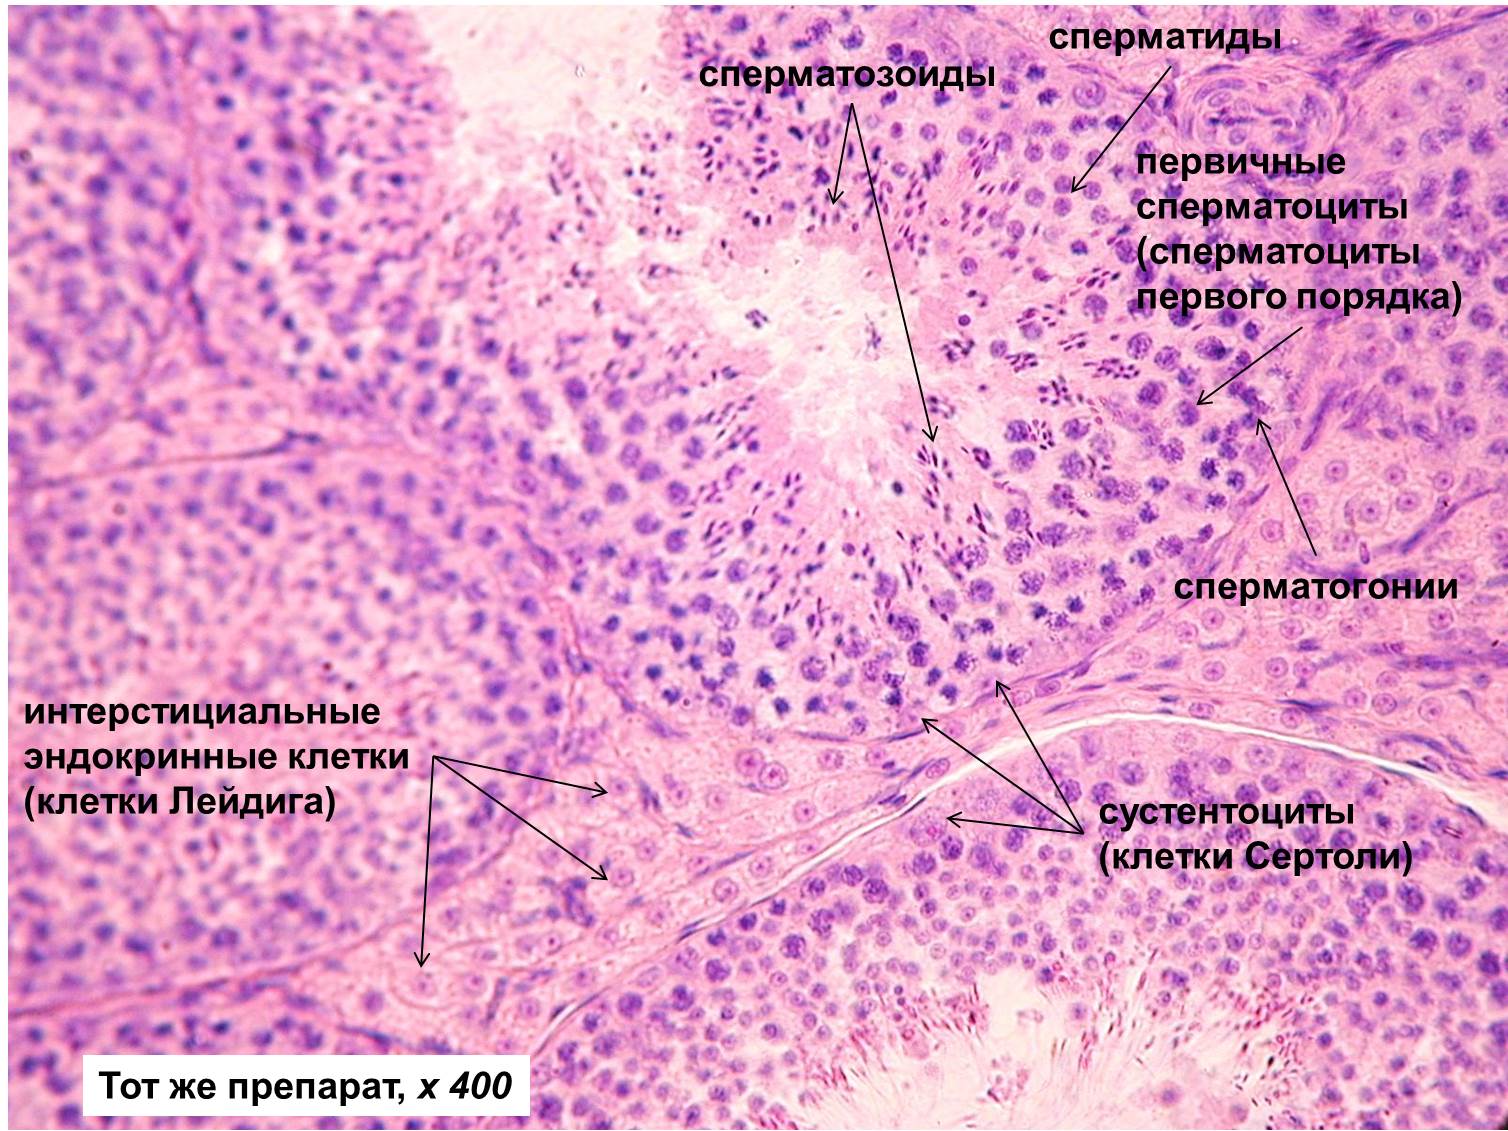 сперматиды
сперматозоиды
первичные
сперматоциты
(сперматоциты
первого порядка)
сперматогонии
интерстициальные
эндокринные клетки
(клетки Лейдига)
сустентоциты
(клетки Сертоли)
Тот же препарат, х 400